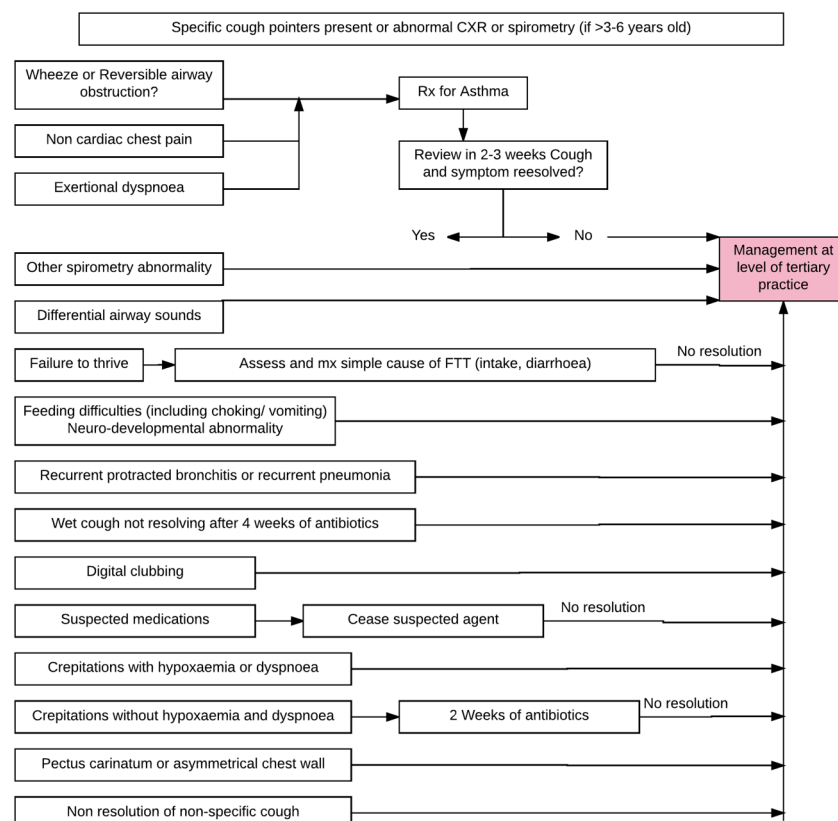 Specific cough pointers present or abnormal CXR or spirometry (if >3-6 years old)
Wheeze or Reversible airway
obstruction?
Rx for Asthma
Non cardiac chest pain
Review in 2-3 weeks Cough
and symptom reesolved?
Exertional dyspnoea
Yes
No
Management at
level of tertiary
practice
Other spirometry abnormality
Differential airway sounds
Failure to thrive
Assess and mx simple cause of FTT (intake, diarrhoea)
No resolution
Feeding difficulties (including choking/ vomiting)
Neuro-developmental abnormality
Recurrent protracted bronchitis or recurrent pneumonia
Wet cough not resolving after 4 weeks of antibiotics
Digital clubbing
Suspected medications
Cease suspected agent
No resolution
Crepitations with hypoxaemia or dyspnoea
Crepitations without hypoxaemia and dyspnoea
2 Weeks of antibiotics
No resolution
Pectus carinatum or asymmetrical chest wall
Non resolution of non-specific cough